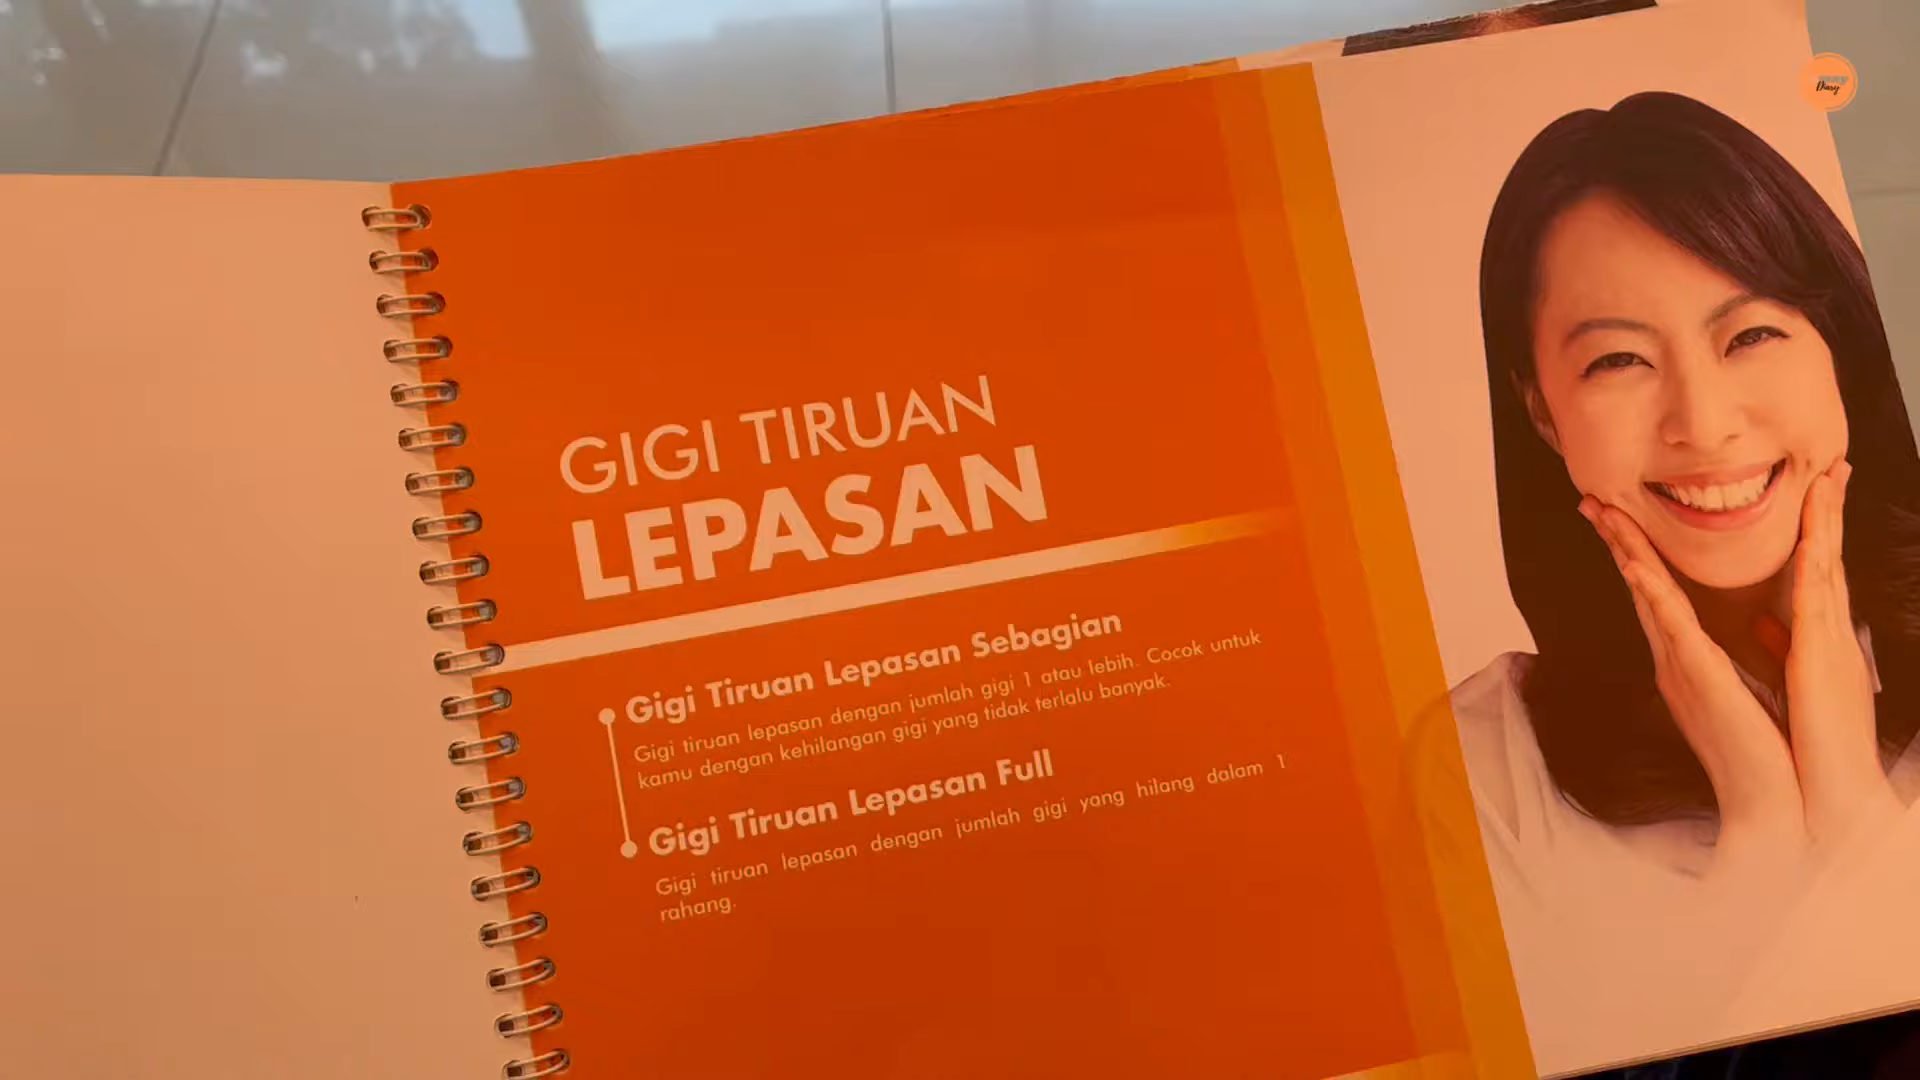 GIGI TIRUAN
LEPASAN
Gigi Tiruan Lepasan Sebagian
Gigi tiruan lepasan dengan jumlah gigi 1 atau lebih. Cocok untuk
kamu dengan kehilangan gigi yang tidak terlalu banyak.
Gigi Tiruan Lepasan Full
Gigi tiruan lepasan dengan jumlah gigi yang hilang dalam 1
rahang.
Diary